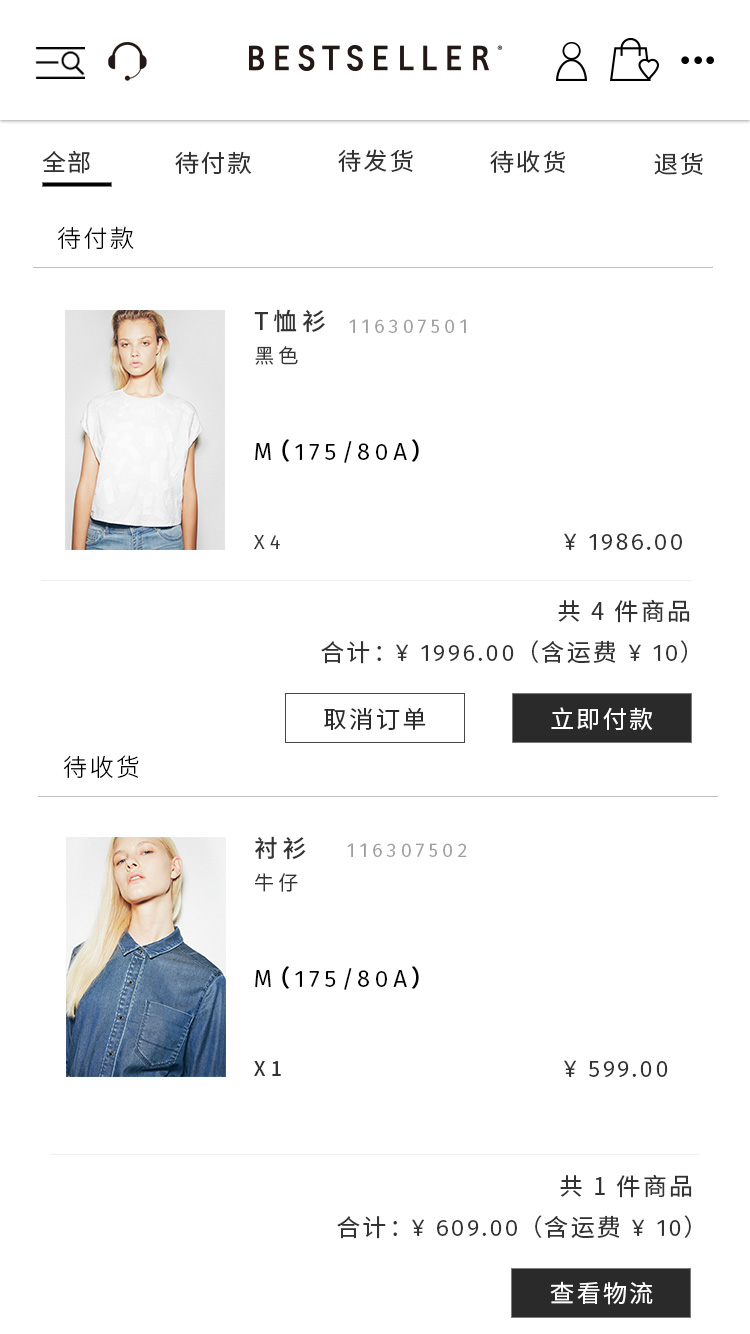 BESTSELLER®
全部 待付款 待发货 待收货 退货
待付款
T恤衫 116307501
黑色
M(175/80A)
X4 ¥ 1986.00
共 4 件商品
合计：¥ 1996.00（含运费 ¥ 10）
取消订单 立即付款
待收货
衬衫 116307502
牛仔
M(175/80A)
X1 ¥ 599.00
共 1 件商品
合计：¥ 609.00（含运费 ¥ 10）
查看物流